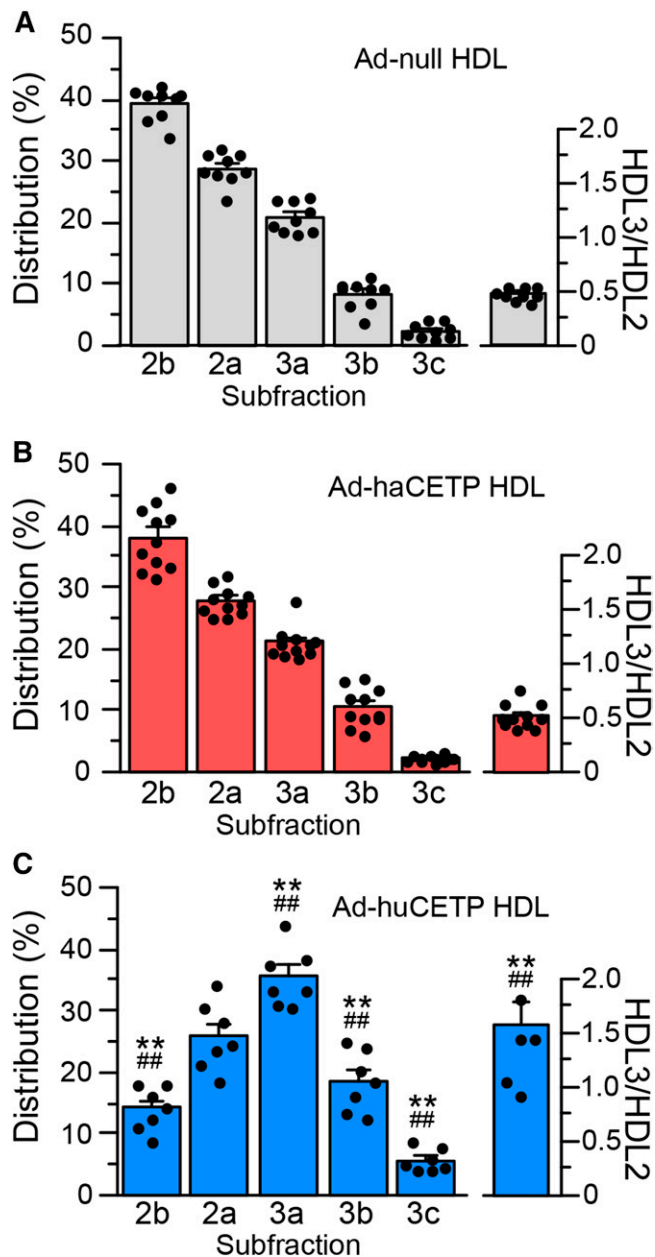 A
Ad-null HDL
Distribution (%)
50
40
30
20
10
0
2b 2a 3a 3b 3c
Subfraction
2.0
1.5
1.0
0.5
0
HDL3/HDL2
B
Ad-haCETP HDL
Distribution (%)
50
40
30
20
10
0
2b 2a 3a 3b 3c
Subfraction
2.0
1.5
1.0
0.5
0
HDL3/HDL2
C
Ad-huCETP HDL
Distribution (%)
50
40
30
20
10
0
**
##
**
##
**
##
**
##
**
##
2b 2a 3a 3b 3c
Subfraction
2.0
1.5
1.0
0.5
0
HDL3/HDL2